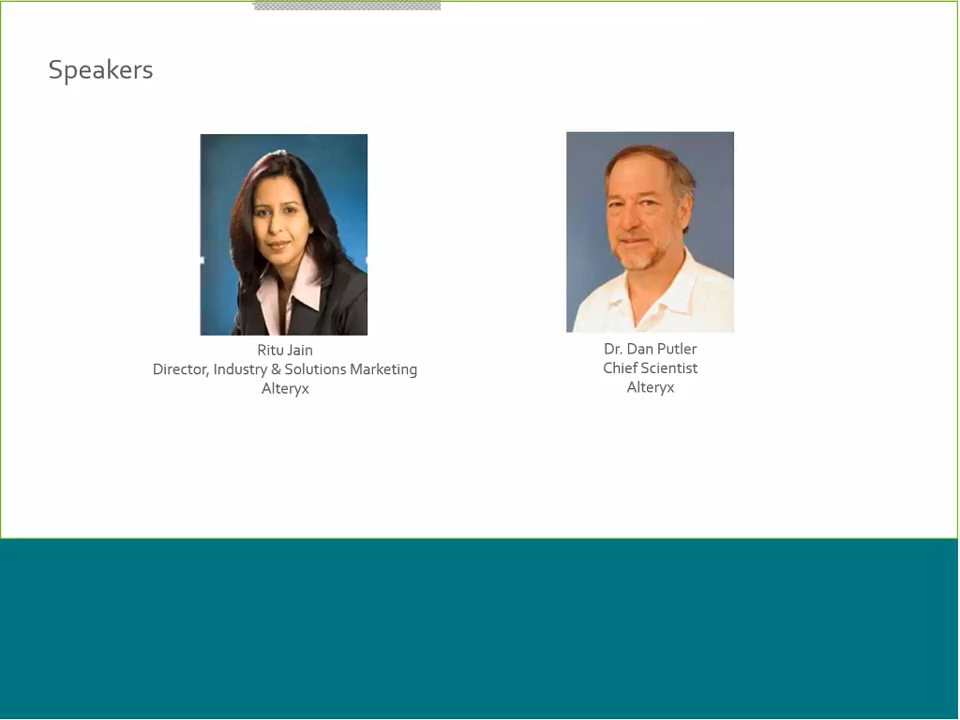 Speakers
Ritu Jain
Director, Industry & Solutions Marketing
Alteryx
Dr. Dan Putler
Chief Scientist
Alteryx